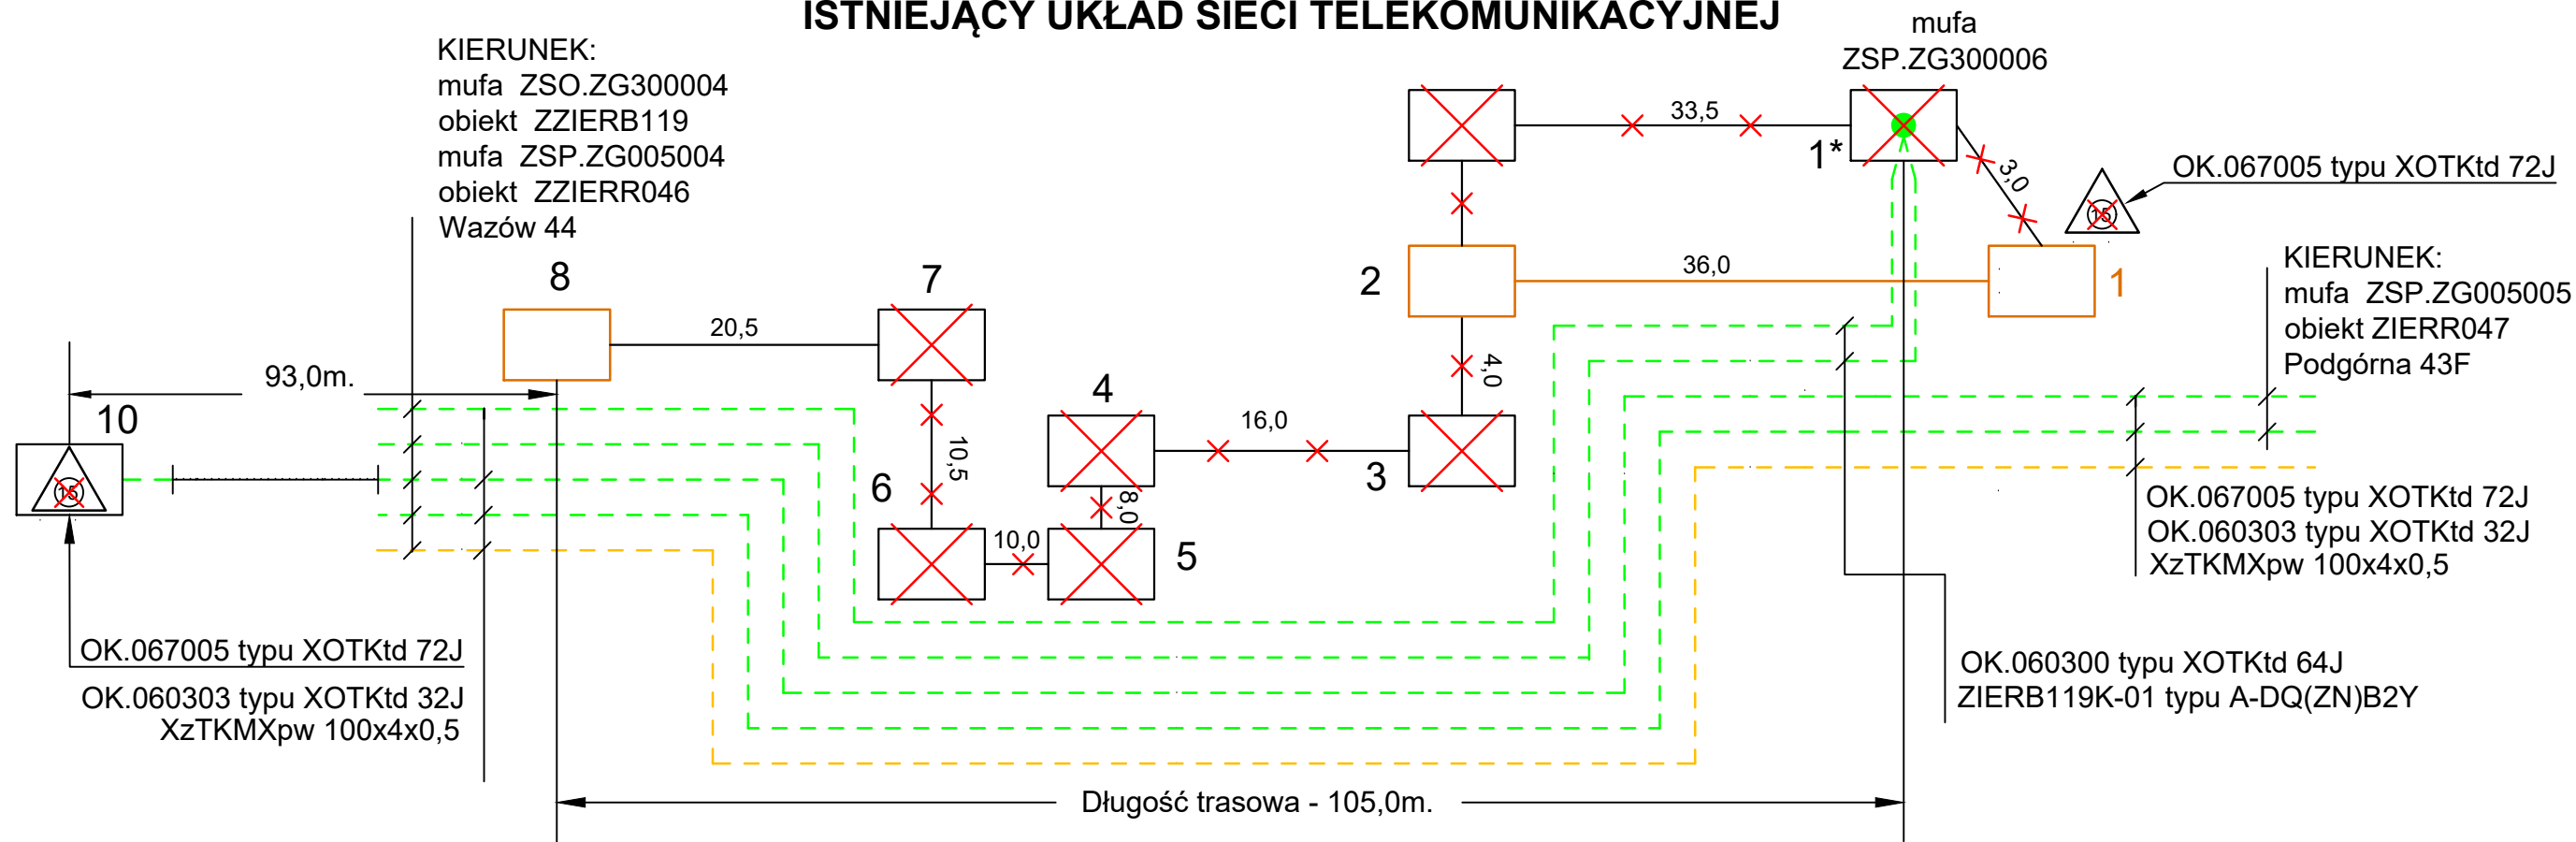 ISTNIEJĄCY UKŁAD SIECI TELEKOMUNIKACYJNEJ
KIERUNEK:
mufa ZSO.ZG300004
obiekt ZZIERB119
mufa ZSP.ZG005004
obiekt ZZIERR046
Wazów 44
mufa
ZSP.ZG300006
33,5
1*
3,0
15
OK.067005 typu XOTKtd 72J
KIERUNEK:
mufa ZSP.ZG005005
obiekt ZIERR047
Podgórna 43F
8
7
2
36,0
1
20,5
93,0m.
10
15
4
4,0
16,0
3
10,5
6
8,0
10,0
5
OK.067005 typu XOTKtd 72J
OK.060303 typu XOTKtd 32J
XzTKMXpw 100x4x0,5
OK.067005 typu XOTKtd 72J
OK.060303 typu XOTKtd 32J
XzTKMXpw 100x4x0,5
OK.060300 typu XOTKtd 64J
ZIERB119K-01 typu A-DQ(ZN)B2Y
Długość trasowa - 105,0m.